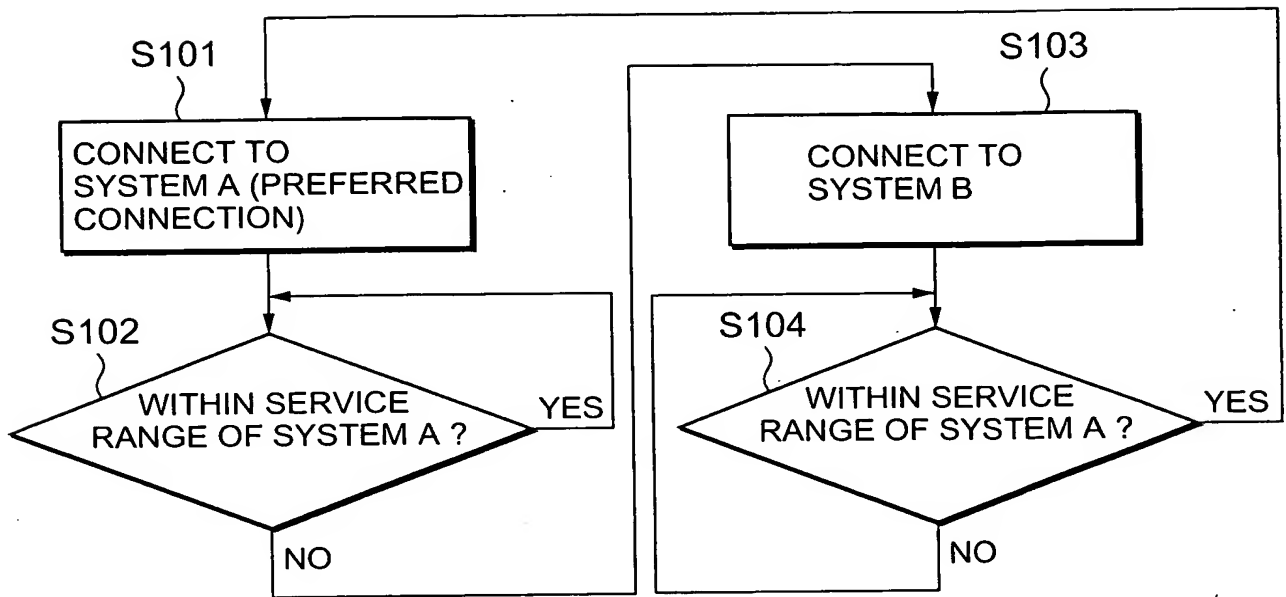 S101
CONNECT TO
SYSTEM A (PREFERRED
CONNECTION)
S102
WITHIN SERVICE
RANGE OF SYSTEM A ?
YES
NO
S103
CONNECT TO
SYSTEM B
S104
WITHIN SERVICE
RANGE OF SYSTEM A ?
YES
NO